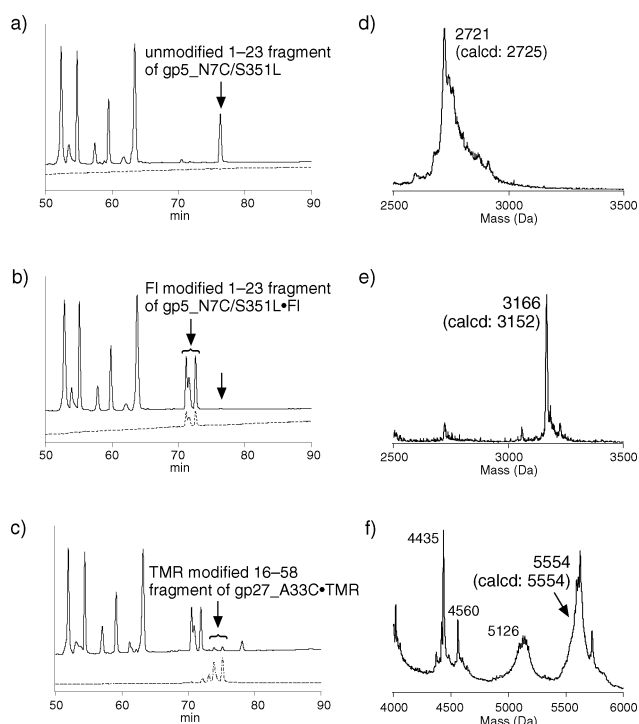 a)
unmodified 1–23 fragment
of gp5_N7C/S351L
50 60 70 80 90
min
d)
2721
(calcd: 2725)
2500 3000 3500
Mass (Da)
b)
Fl modified 1–23 fragment
of gp5_N7C/S351L•Fl
50 60 70 80 90
min
e)
3166
(calcd: 3152)
2500 3000 3500
Mass (Da)
c)
TMR modified 16–58
fragment of gp27_A33C•TMR
50 60 70 80 90
min
f)
4435
4560
5126
5554
(calcd: 5554)
4000 4500 5000 5500 6000
Mass (Da)